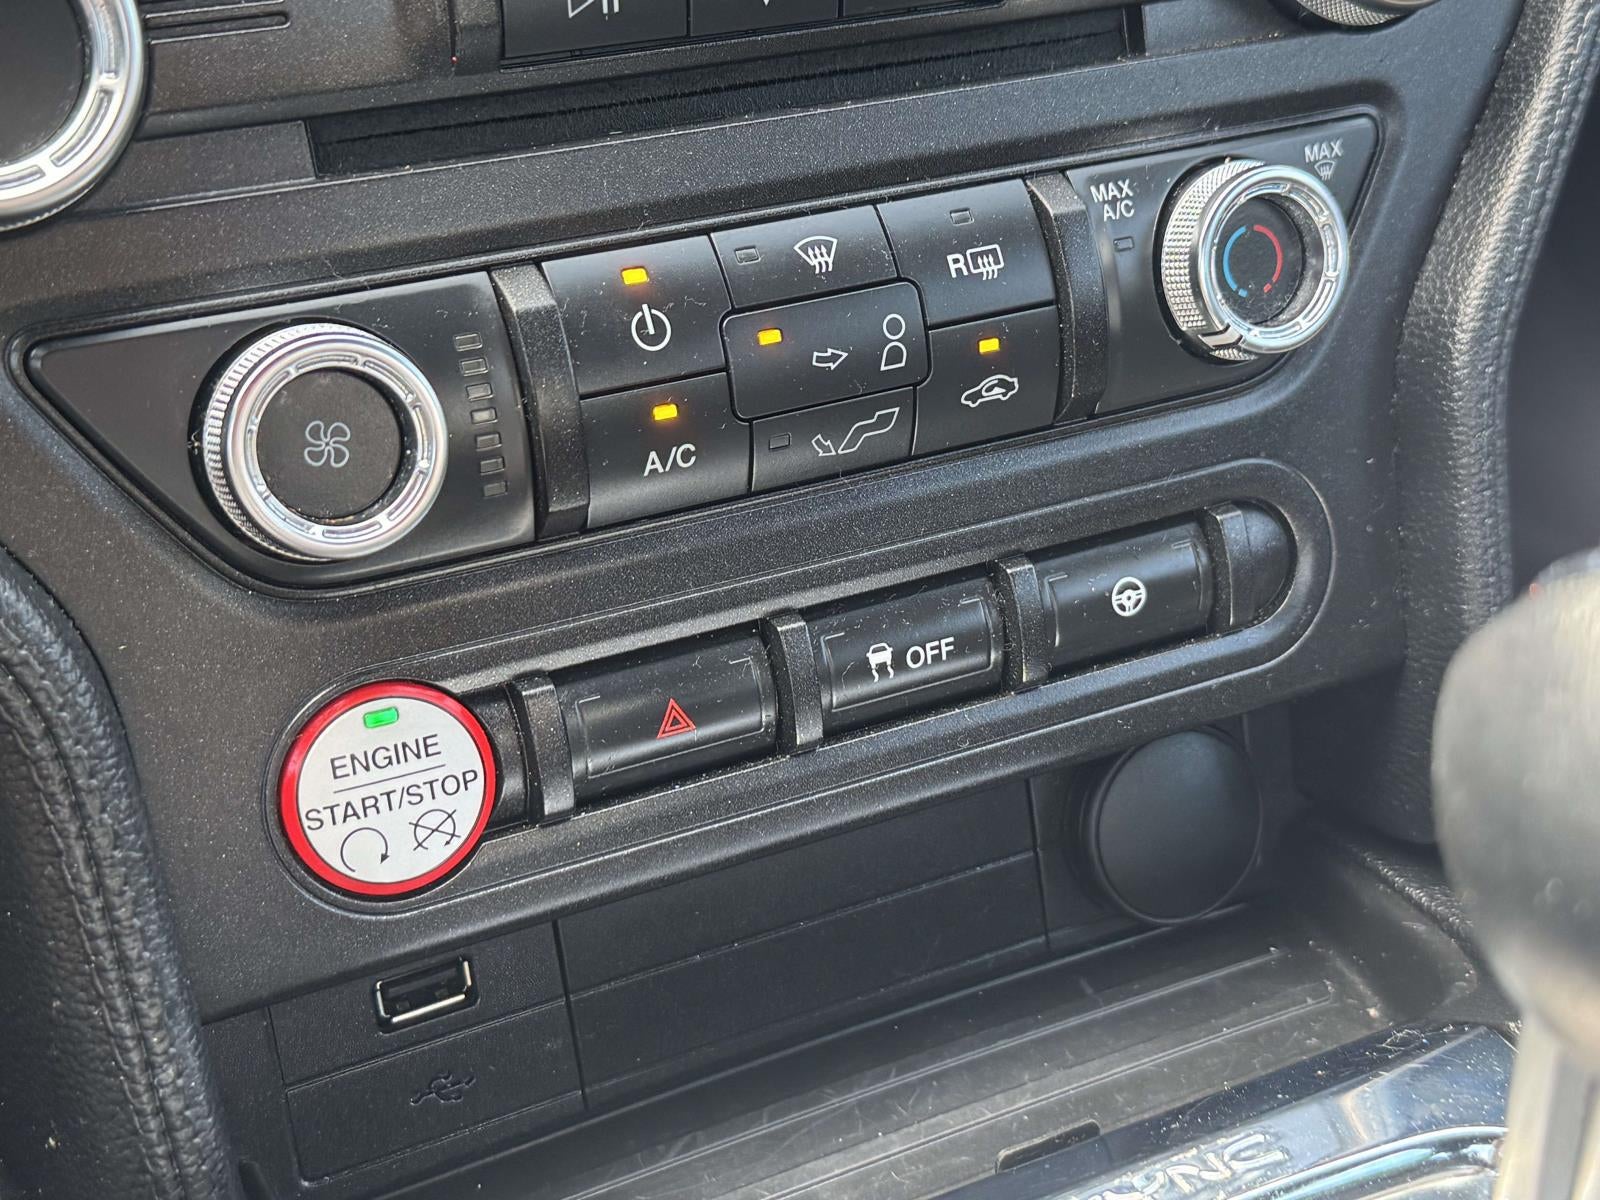 MAX
MAX
A/C
R
A/C
OFF
ENGINE
START/STOP